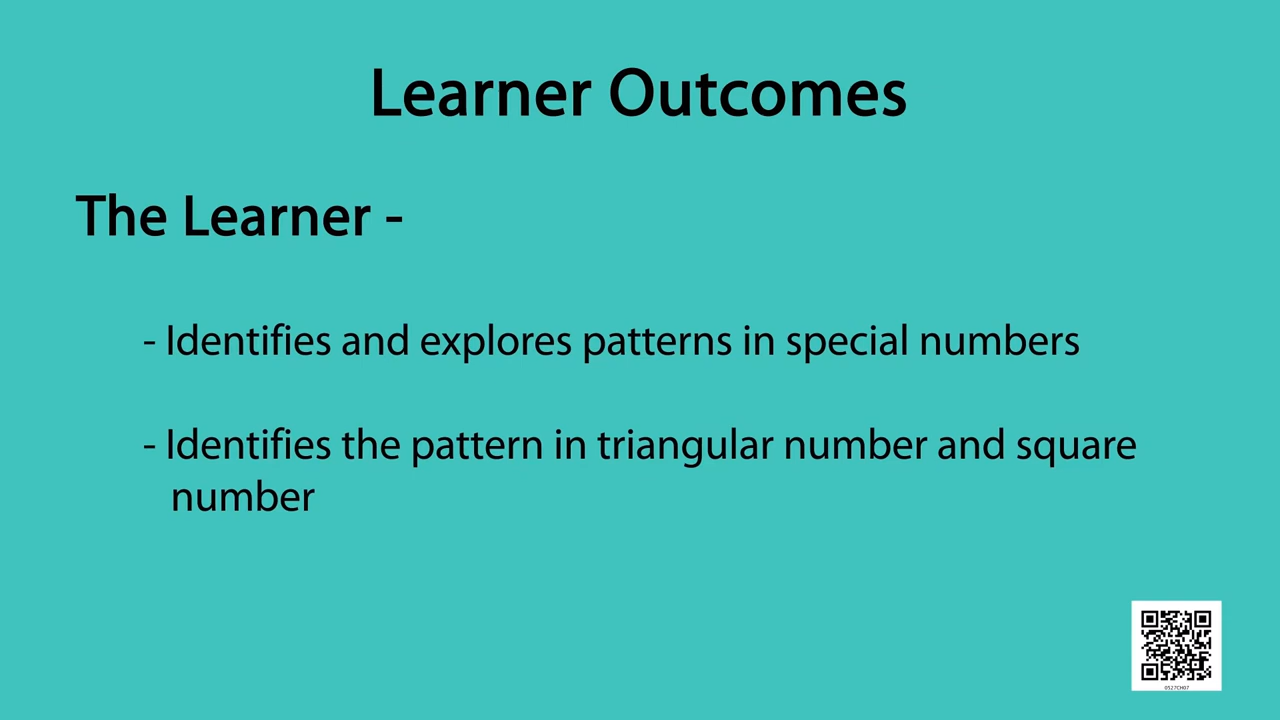 Learner Outcomes
The Learner -
- Identifies and explores patterns in special numbers
- Identifies the pattern in triangular number and square
number
0527CH07